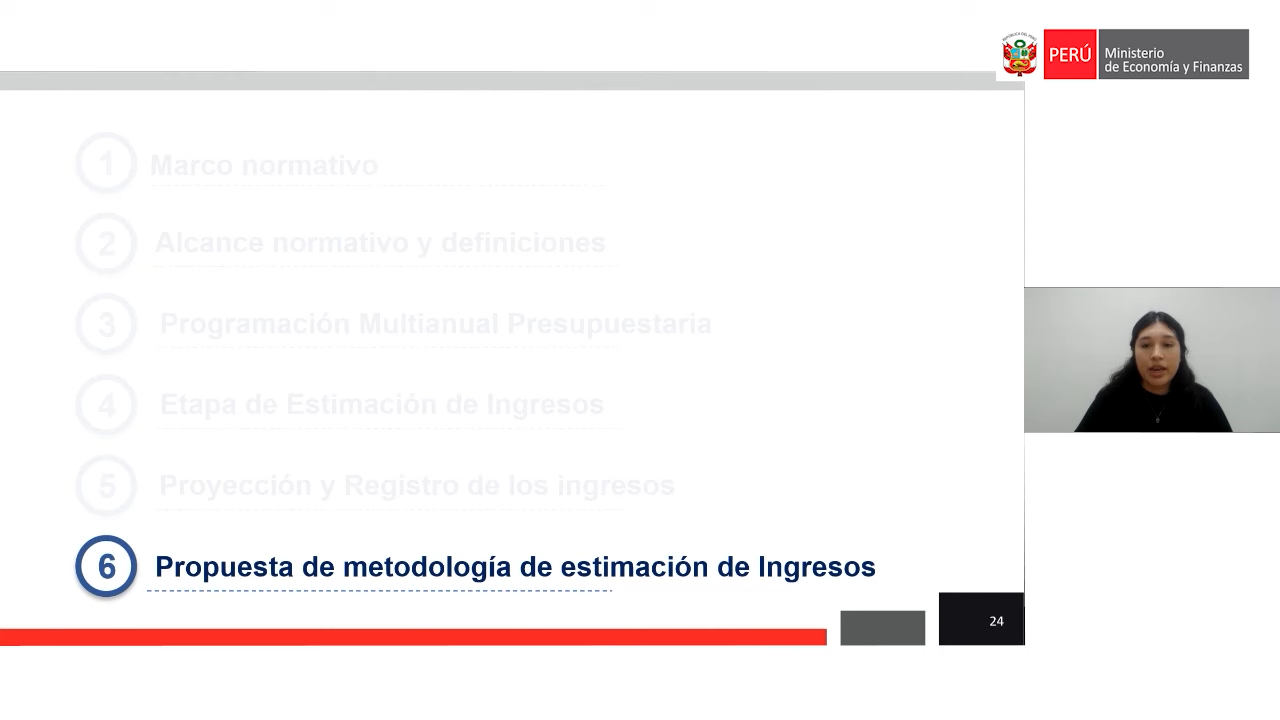 PERÚ
Ministerio
de Economía y Finanzas
1 Marco normativo
2 Alcance normativo y definiciones
3 Programación Multianual Presupuestaria
4 Etapa de Estimación de Ingresos
5 Proyección y Registro de los ingresos
6 Propuesta de metodología de estimación de Ingresos
24